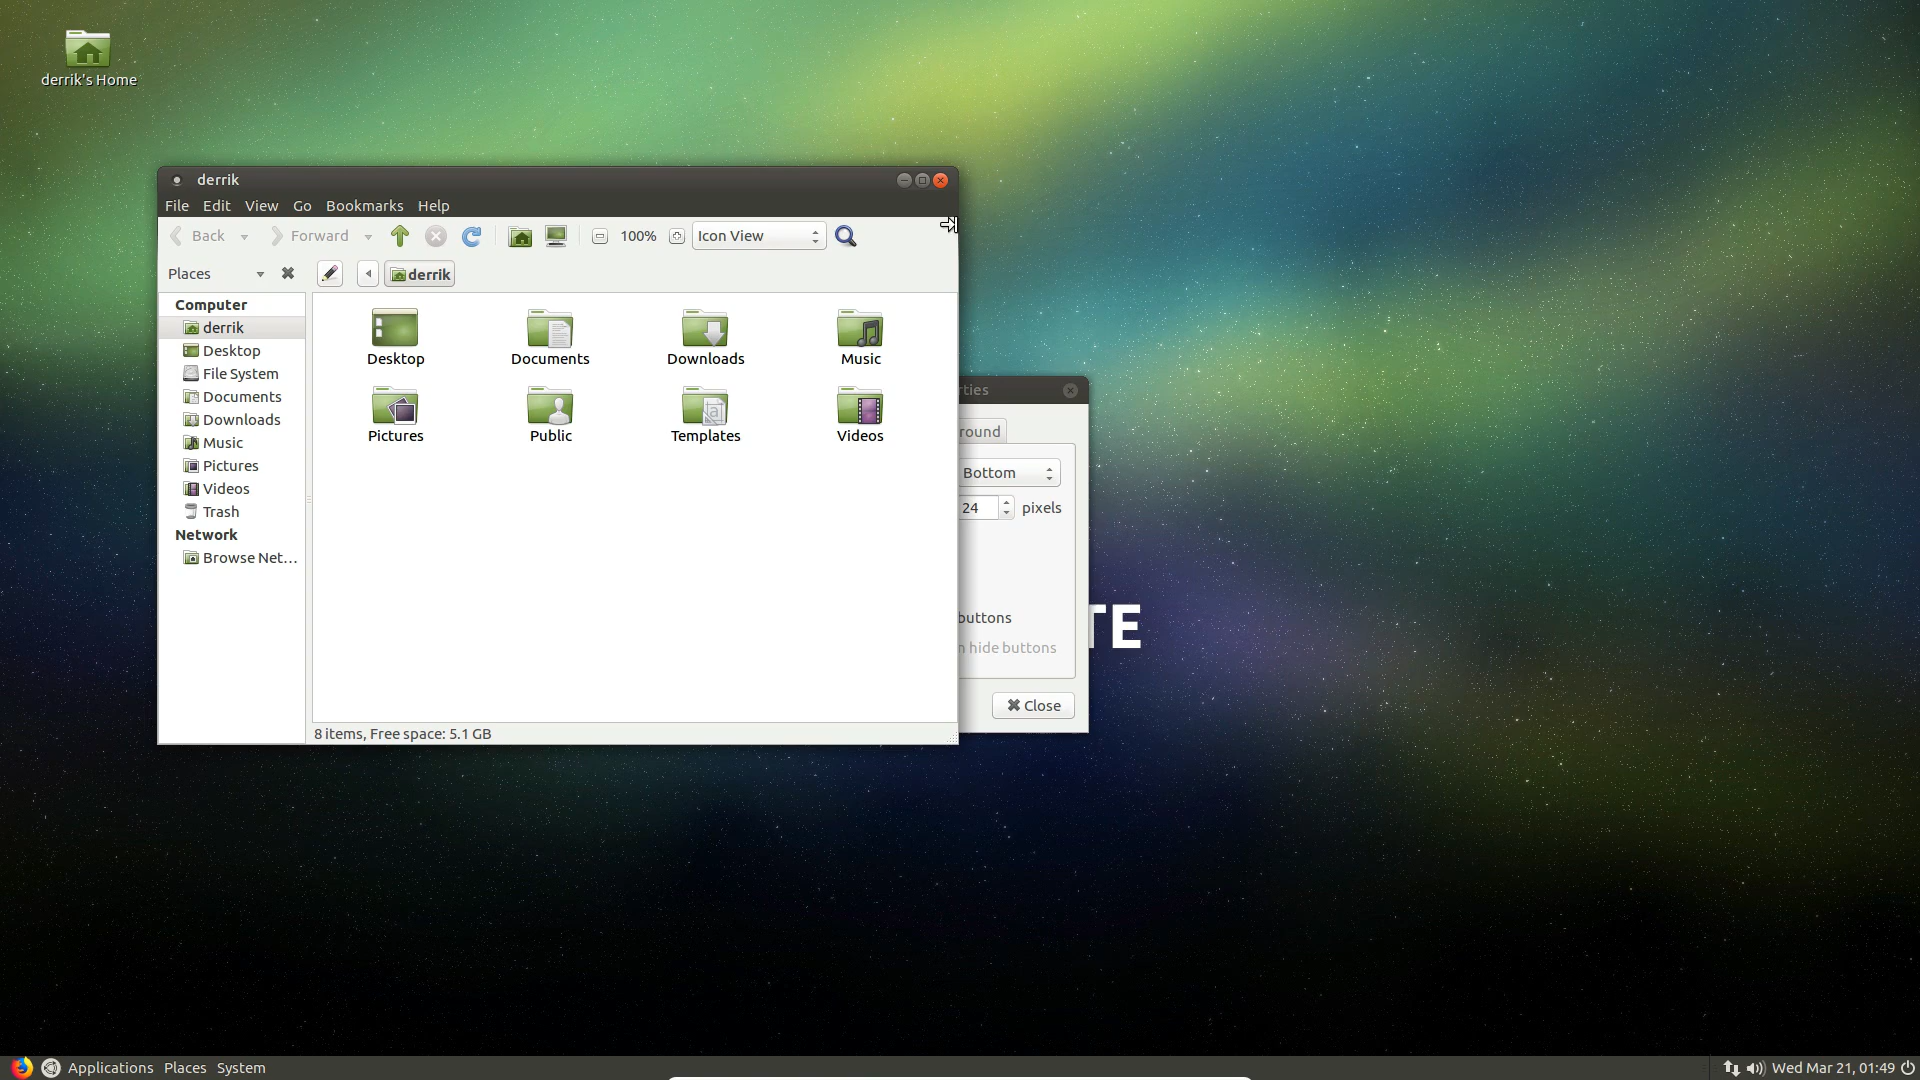 derrik's Home
derrik
File Edit View Go Bookmarks Help
Back Forward 100% Icon View
Places derrik
Computer
derrik
Desktop
File System
Documents
Downloads
Music
Pictures
Videos
Trash
Network
Browse Net...
Desktop Documents Downloads Music
Pictures Public Templates Videos
8 items, Free space: 5.1 GB
rties
round
Bottom
24 pixels
buttons
n hide buttons
Close
TE
Applications Places System
Wed Mar 21, 01:49